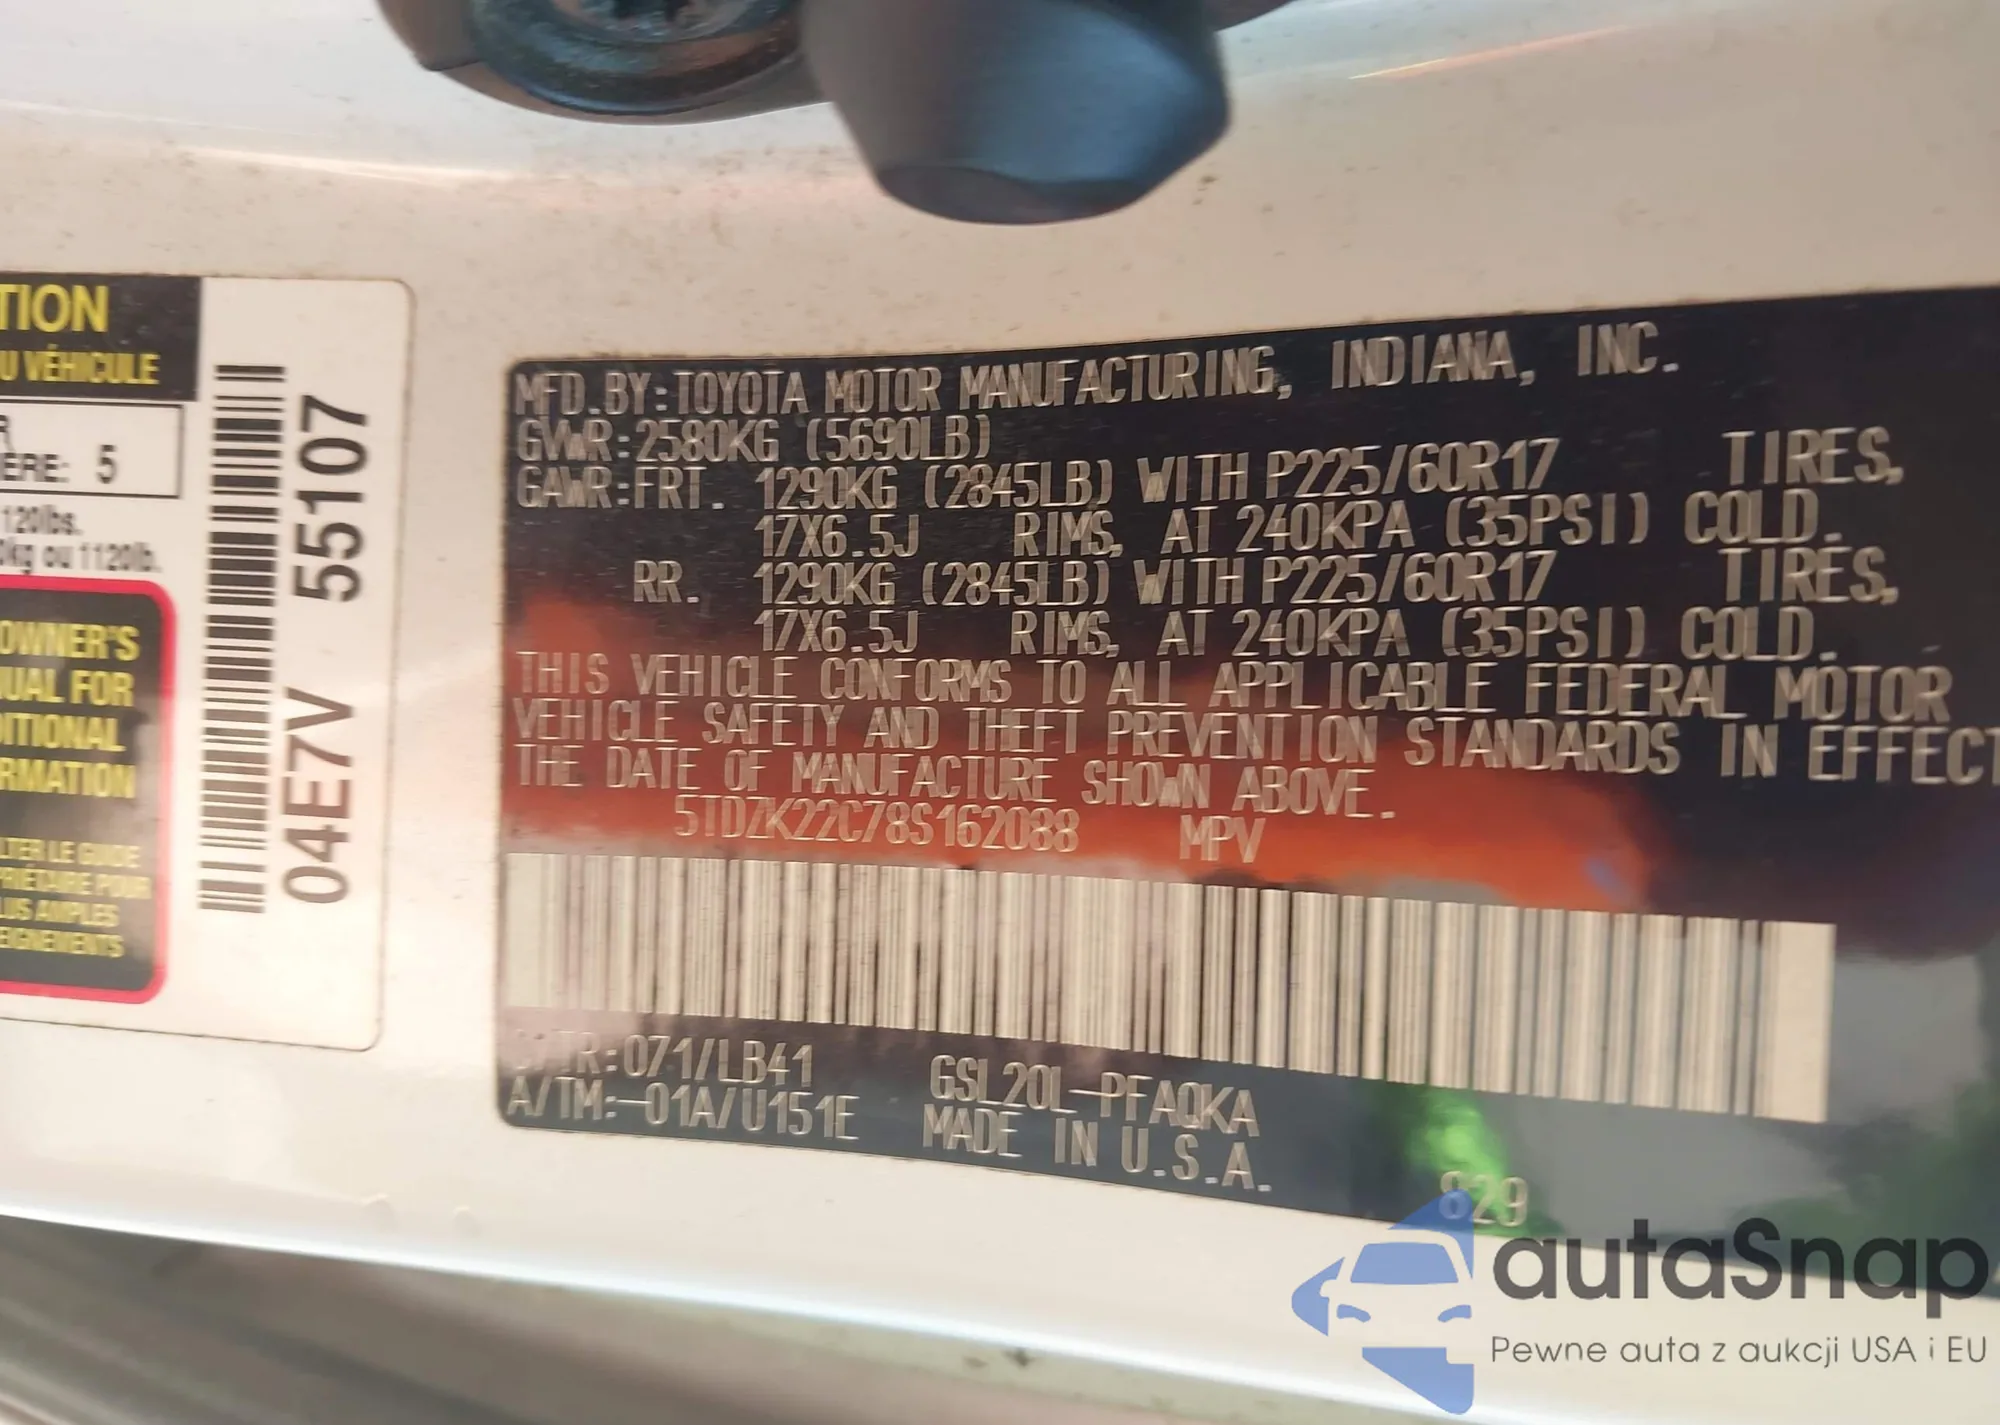 TION
U VÉHICULE
R
ÈRE: 5
120lbs.
0kg ou 1120lb.
OWNER'S
UAL FOR
DITIONAL
RMATION
LTER LE GUIDE
PRIÉTAIRE POUR
LUS AMPLES
EIGNEMENTS
04E7V 55107
MFD. BY: TOYOTA MOTOR MANUFACTURING, INDIANA, INC.
GVWR: 2580KG (5690LB)
GAWR: FRT. 1290KG (2845LB) WITH P225/60R17 TIRES,
17X6.5J RIMS, AT 240KPA (35PSI) COLD.
RR. 1290KG (2845LB) WITH P225/60R17 TIRES,
17X6.5J RIMS, AT 240KPA (35PSI) COLD.
THIS VEHICLE CONFORMS TO ALL APPLICABLE FEDERAL MOTOR
VEHICLE SAFETY AND THEFT PREVENTION STANDARDS IN EFFECT
THE DATE OF MANUFACTURE SHOWN ABOVE.
5TDZK22C78S162088 MPV
:071/LB41 GSL20L-PFAQKA
A/TM:-01A/U151E MADE IN U.S.A.
829
autaSnap
Pewne auta z aukcji USA i EU